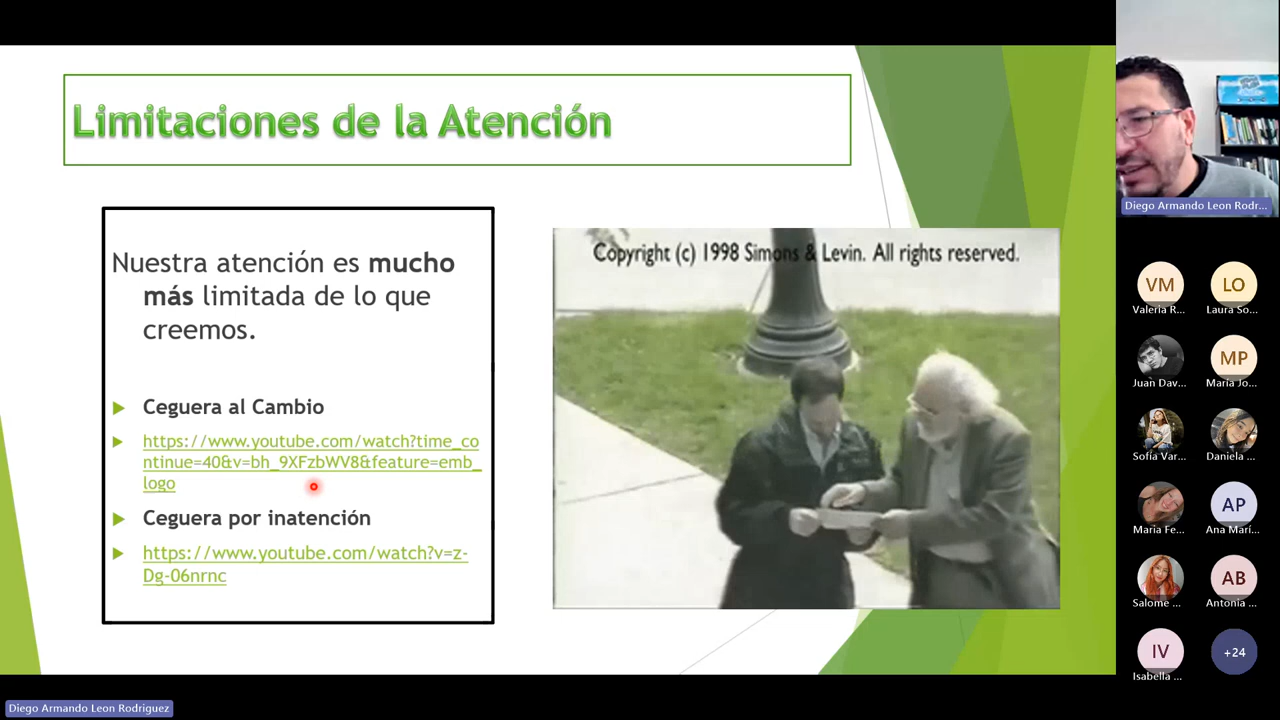 Limitaciones de la Atención
Nuestra atención es mucho
más limitada de lo que
creemos.
Ceguera al Cambio
https://www.youtube.com/watch?time_co
ntinue=40&v=bh_9XFzbWV8&feature=emb_
logo
Ceguera por inatención
https://www.youtube.com/watch?v=z-
Dg-06nrnc
Copyright (c) 1998 Simons & Levin. All rights reserved.
Diego Armando Leon Rodr...
VM
LO
Valeria R...
Laura So...
MP
Juan Dav...
María Jo...
Sofía Var...
Daniela ...
AP
Maria Fe...
Ana Marí...
AB
Salome ...
Antonia ...
IV
+24
Isabella ...
Diego Armando Leon Rodriguez